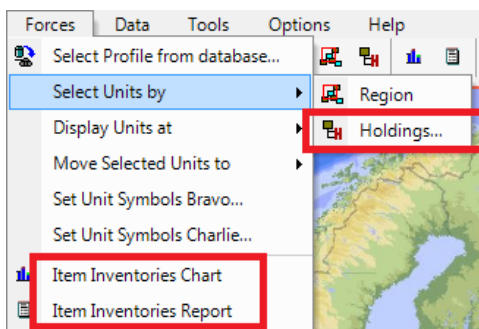 Forces Data Tools Options Help
Select Profile from database...
Select Units by
Region
Display Units at
Holdings...
Move Selected Units to
Set Unit Symbols Bravo...
Set Unit Symbols Charlie...
Item Inventories Chart
Item Inventories Report